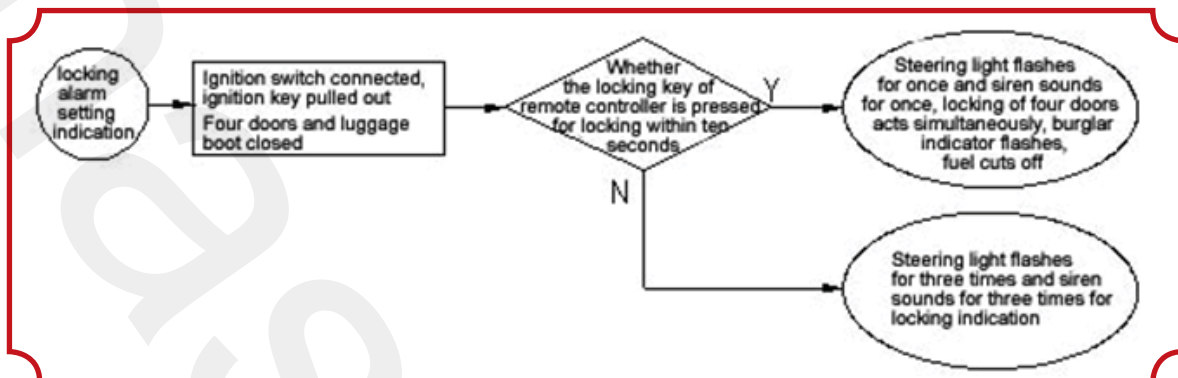 locking
alarm
setting
indication
Ignition switch connected,
ignition key pulled out
Four doors and luggage
boot closed
Whether
the locking key of
remote controller is pressed
for locking within ten
seconds
Y
N
Steering light flashes
for once and siren sounds
for once, locking of four doors
acts simultaneously, burglar
indicator flashes,
fuel cuts off
Steering light flashes
for three times and siren
sounds for three times for
locking indication